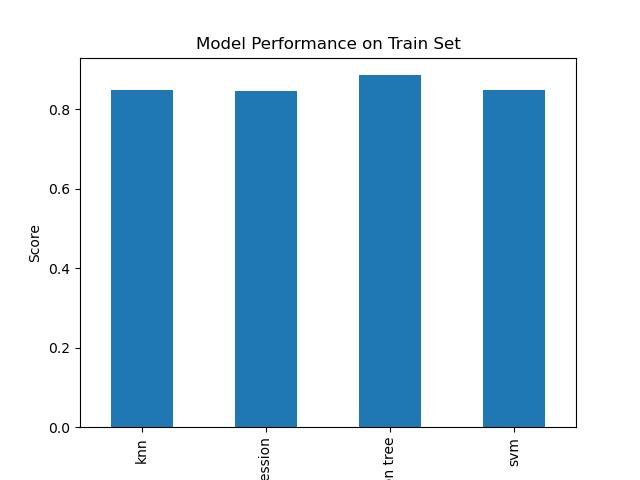 Model Performance on Train Set
Score
0.8
0.6
0.4
0.2
0.0
knn
ession
n tree
svm